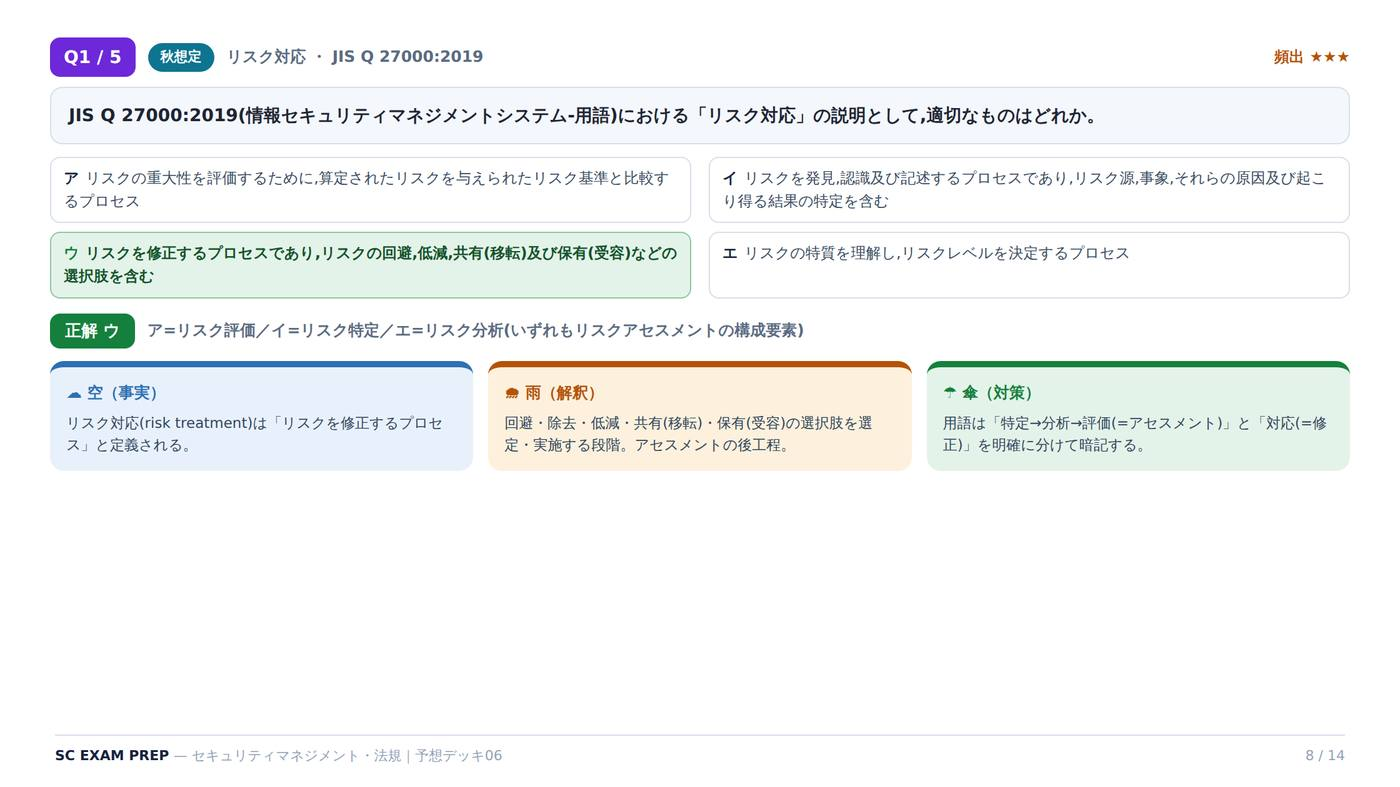 Q1 / 5 秋想定 リスク対応 ・ JIS Q 27000:2019 頻出 ★★★
JIS Q 27000:2019(情報セキュリティマネジメントシステム-用語)における「リスク対応」の説明として,適切なものはどれか。
ア リスクの重大性を評価するために,算定されたリスクを与えられたリスク基準と比較す
るプロセス
イ リスクを発見,認識及び記述するプロセスであり,リスク源,事象,それらの原因及び起こ
り得る結果の特定を含む
ウ リスクを修正するプロセスであり,リスクの回避,低減,共有(移転)及び保有(受容)などの
選択肢を含む
エ リスクの特質を理解し,リスクレベルを決定するプロセス
正解 ウ ア=リスク評価／イ=リスク特定／エ=リスク分析(いずれもリスクアセスメントの構成要素)
☁ 空（事実）
リスク対応(risk treatment)は「リスクを修正するプロセ
ス」と定義される。
🌧 雨（解釈）
回避・除去・低減・共有(移転)・保有(受容)の選択肢を選
定・実施する段階。アセスメントの後工程。
☂ 傘（対策）
用語は「特定→分析→評価(=アセスメント)」と「対応(=修
正)」を明確に分けて暗記する。
SC EXAM PREP — セキュリティマネジメント・法規｜予想デッキ06 8 / 14